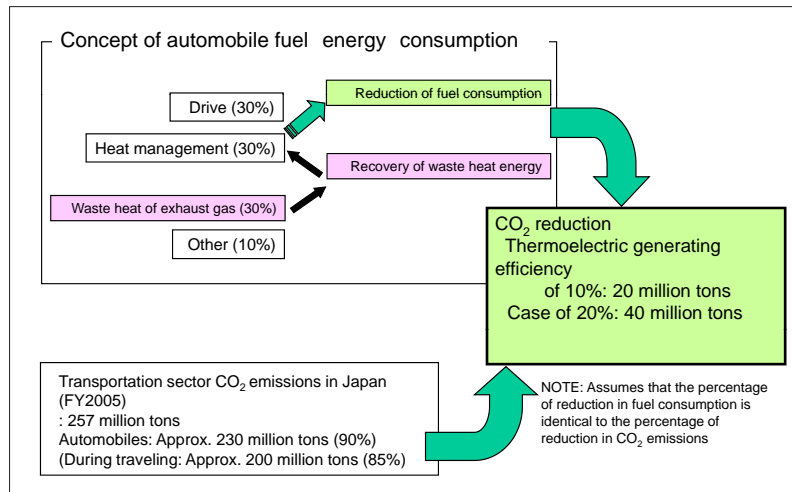 Concept of automobile fuel energy consumption
Drive (30%)
Reduction of fuel consumption
Heat management (30%)
Recovery of waste heat energy
Waste heat of exhaust gas (30%)
Other (10%)
CO₂ reduction
Thermoelectric generating
efficiency
of 10%: 20 million tons
Case of 20%: 40 million tons
Transportation sector CO₂ emissions in Japan
(FY2005)
: 257 million tons
Automobiles: Approx. 230 million tons (90%)
(During traveling: Approx. 200 million tons (85%)
NOTE: Assumes that the percentage
of reduction in fuel consumption is
identical to the percentage of
reduction in CO₂ emissions